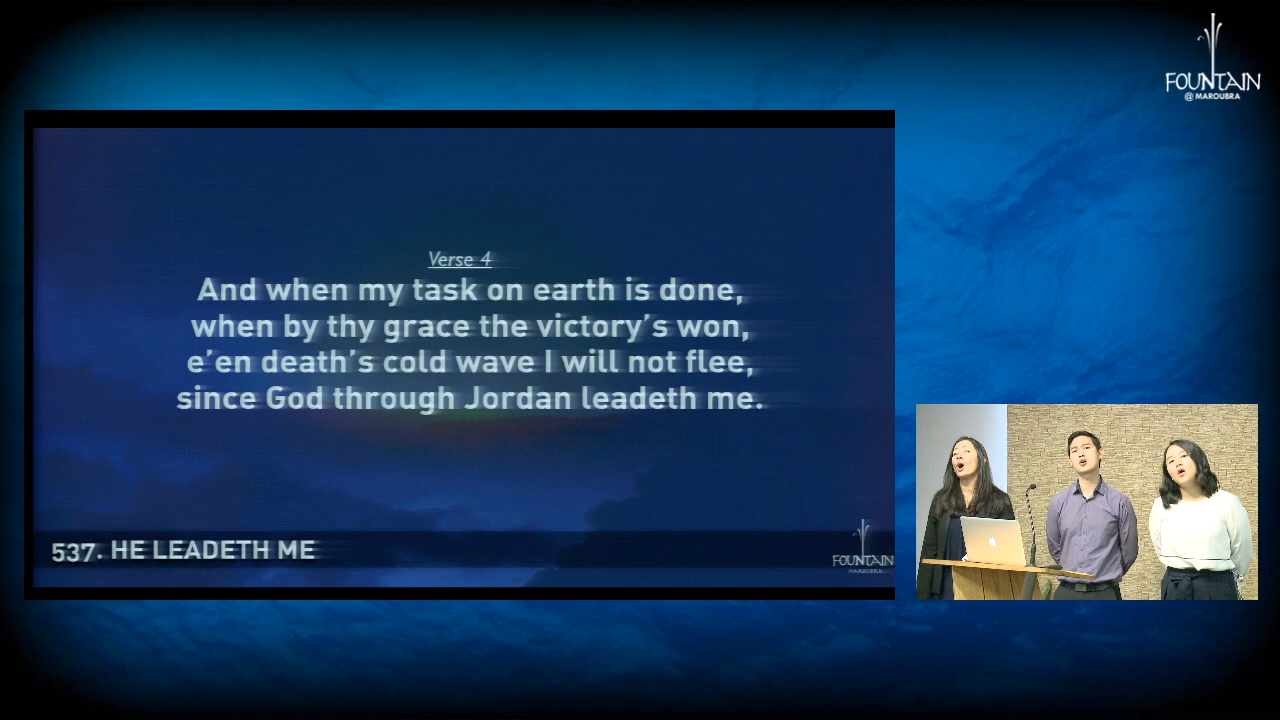 FOUNTAIN
@ MAROUBRA
Verse 4
And when my task on earth is done,
when by thy grace the victory's won,
e'en death's cold wave I will not flee,
since God through Jordan leadeth me.
537. HE LEADETH ME
FOUNTAIN
MAROUBRA